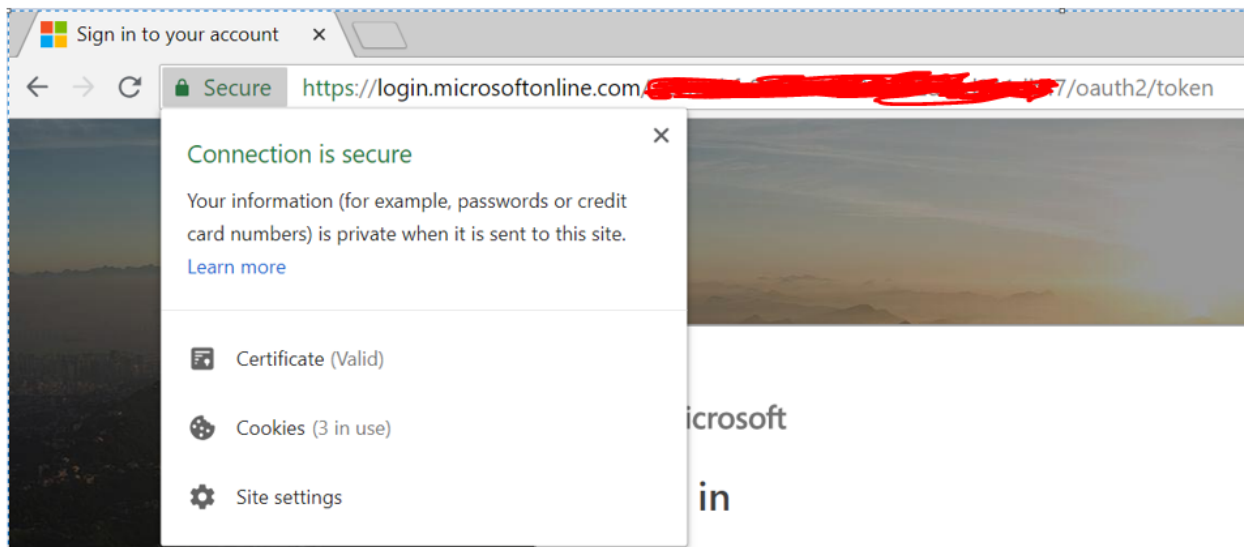 Sign in to your account
Secure https://login.microsoftonline.com/ 7/oauth2/token
Connection is secure
Your information (for example, passwords or credit
card numbers) is private when it is sent to this site.
Learn more
Certificate (Valid)
Cookies (3 in use)
icrosoft
Site settings
in